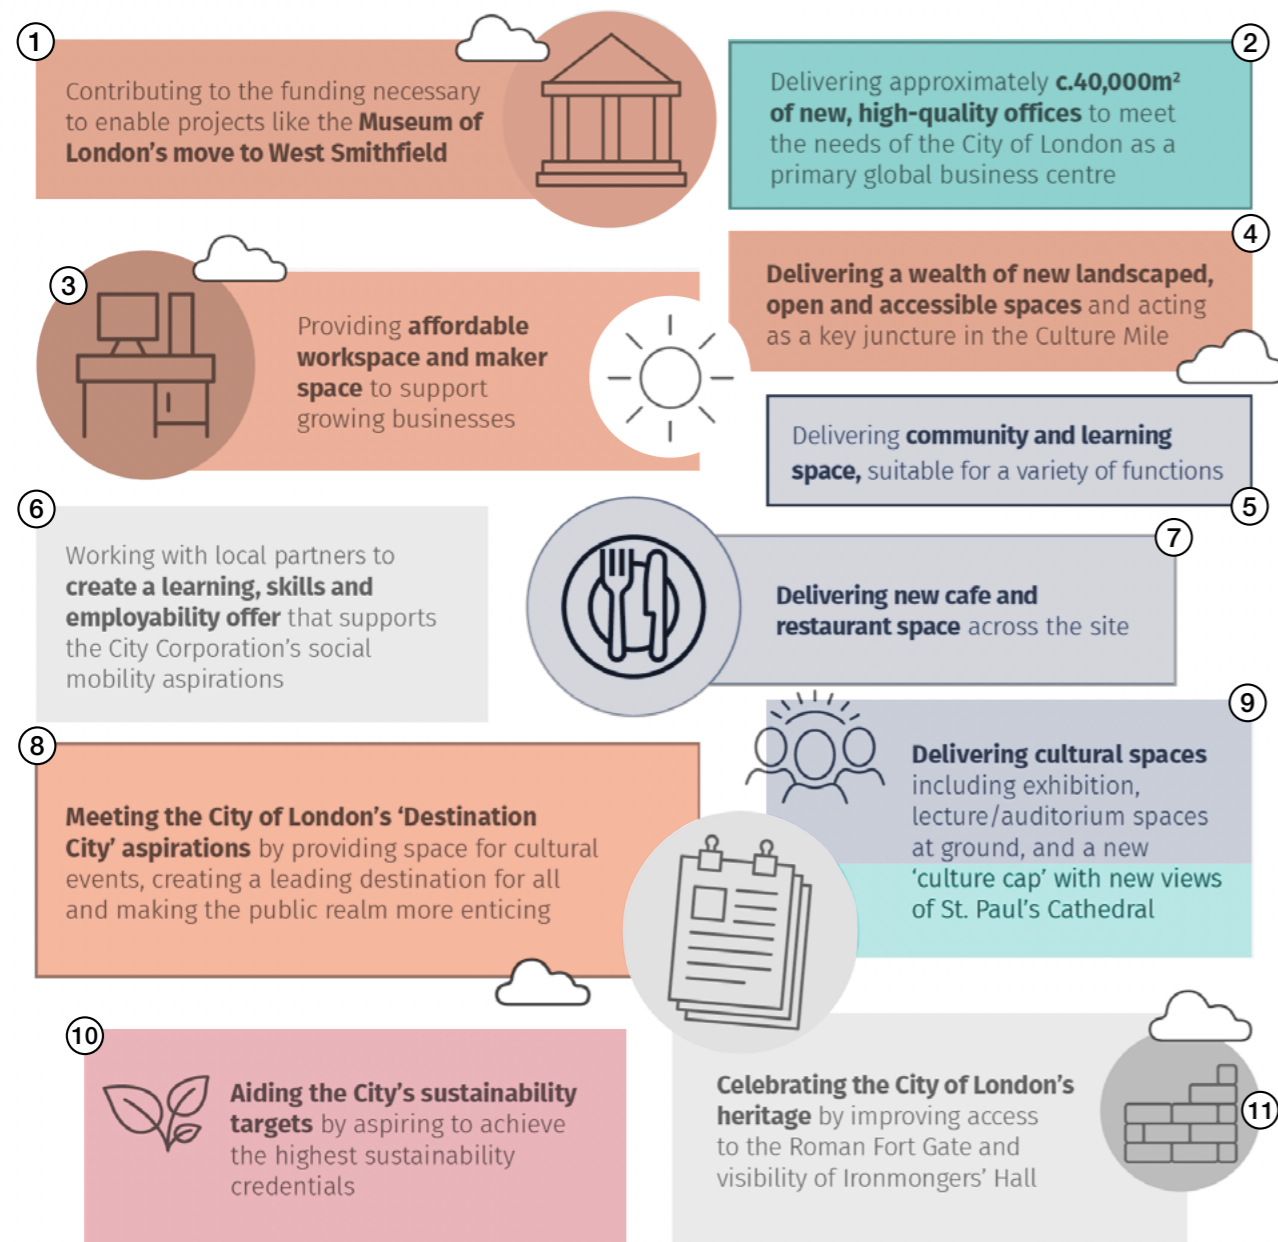 1
Contributing to the funding necessary
to enable projects like the Museum of
London's move to West Smithfield
2
Delivering approximately c.40,000m²
of new, high-quality offices to meet
the needs of the City of London as a
primary global business centre
3
Providing affordable
workspace and maker
space to support
growing businesses
4
Delivering a wealth of new landscaped,
open and accessible spaces and acting
as a key juncture in the Culture Mile
5
Delivering community and learning
space, suitable for a variety of functions
6
Working with local partners to
create a learning, skills and
employability offer that supports
the City Corporation's social
mobility aspirations
7
Delivering new cafe and
restaurant space across the site
8
Meeting the City of London's 'Destination
City' aspirations by providing space for cultural
events, creating a leading destination for all
and making the public realm more enticing
9
Delivering cultural spaces
including exhibition,
lecture/auditorium spaces
at ground, and a new
'culture cap' with new views
of St. Paul's Cathedral
10
Aiding the City's sustainability
targets by aspiring to achieve
the highest sustainability
credentials
11
Celebrating the City of London's
heritage by improving access
to the Roman Fort Gate and
visibility of Ironmongers' Hall